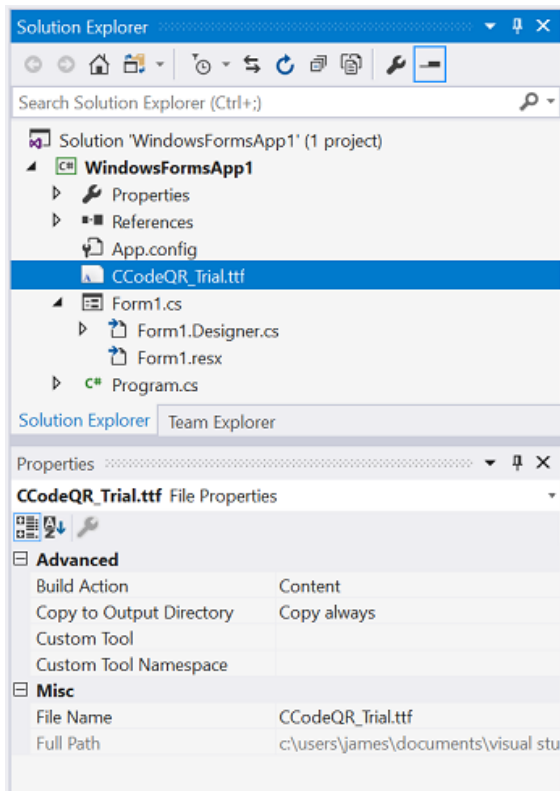 Solution Explorer
Search Solution Explorer (Ctrl+;)
Solution 'WindowsFormsApp1' (1 project)
C# WindowsFormsApp1
Properties
References
App.config
CCodeQR_Trial.ttf
Form1.cs
Form1.Designer.cs
Form1.resx
C# Program.cs
Solution Explorer Team Explorer
Properties
CCodeQR_Trial.ttf File Properties
Advanced
Build Action Content
Copy to Output Directory Copy always
Custom Tool
Custom Tool Namespace
Misc
File Name CCodeQR_Trial.ttf
Full Path c:\users\james\documents\visual stu